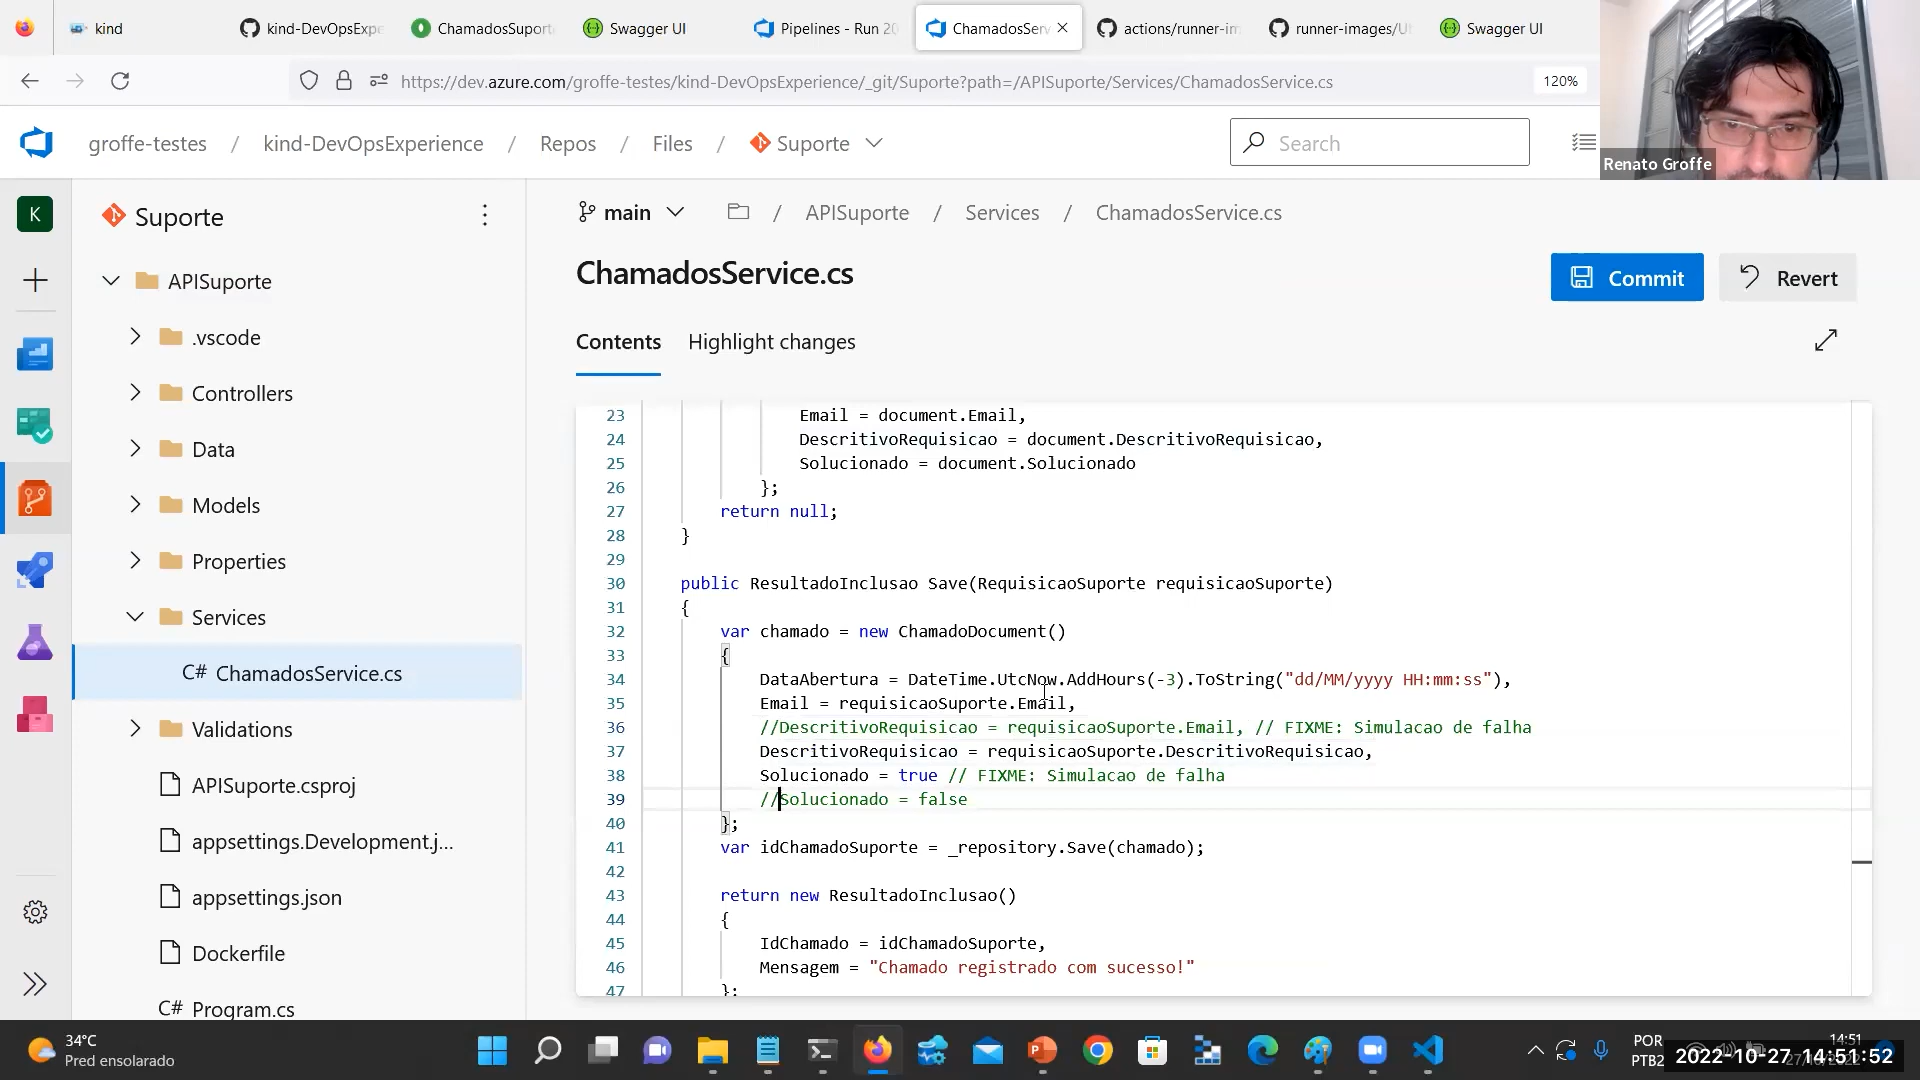 kind
kind-DevOpsExpe
ChamadosSuport
Swagger UI
Pipelines - Run 20
ChamadosServ
actions/runner-im
runner-images/U
Swagger UI
https://dev.azure.com/groffe-testes/kind-DevOpsExperience/_git/Suporte?path=/APISuporte/Services/ChamadosService.cs
120%
groffe-testes / kind-DevOpsExperience / Repos / Files / Suporte
Search
Renato Groffe
K
Suporte
APISuporte
.vscode
Controllers
Data
Models
Properties
Services
C# ChamadosService.cs
Validations
APISuporte.csproj
appsettings.Development.j...
appsettings.json
Dockerfile
C# Program.cs
main / APISuporte / Services / ChamadosService.cs
ChamadosService.cs
Commit
Revert
Contents
Highlight changes
23 Email = document.Email,
24 DescritivoRequisicao = document.DescritivoRequisicao,
25 Solucionado = document.Solucionado
26 };
27 return null;
28 }
29
30 public ResultadoInclusao Save(RequisicaoSuporte requisicaoSuporte)
31 {
32 var chamado = new ChamadoDocument()
33 {
34 DataAbertura = DateTime.UtcNow.AddHours(-3).ToString("dd/MM/yyyy HH:mm:ss"),
35 Email = requisicaoSuporte.Email,
36 //DescritivoRequisicao = requisicaoSuporte.Email, // FIXME: Simulacao de falha
37 DescritivoRequisicao = requisicaoSuporte.DescritivoRequisicao,
38 Solucionado = true // FIXME: Simulacao de falha
39 //Solucionado = false
40 };
41 var idChamadoSuporte = _repository.Save(chamado);
42
43 return new ResultadoInclusao()
44 {
45 IdChamado = idChamadoSuporte,
46 Mensagem = "Chamado registrado com sucesso!"
47 };
34°C
Pred ensolarado
POR
PTB2
14:51
2022-10-27 14:51:52